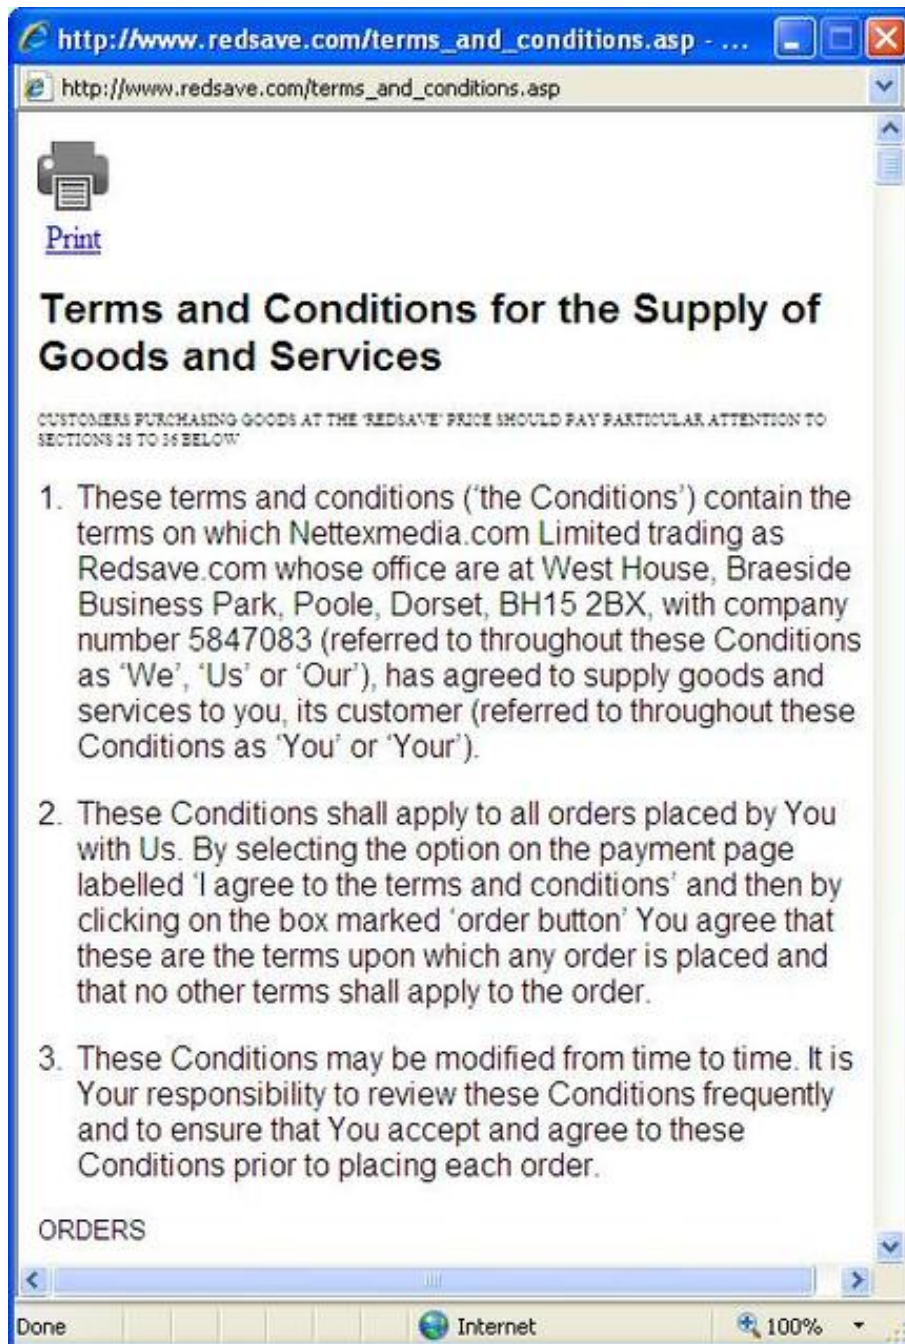 http://www.redsave.com/terms_and_conditions.asp - ...
http://www.redsave.com/terms_and_conditions.asp
Print
Terms and Conditions for the Supply of
Goods and Services
CUSTOMERS PURCHASING GOODS AT THE 'REDSAVE' PRICE SHOULD PAY PARTICULAR ATTENTION TO
SECTIONS 25 TO 36 BELOW
1. These terms and conditions (‘the Conditions’) contain the
terms on which Nettexmedia.com Limited trading as
Redsave.com whose office are at West House, Braeside
Business Park, Poole, Dorset, BH15 2BX, with company
number 5847083 (referred to throughout these Conditions
as ‘We’, ‘Us’ or ‘Our’), has agreed to supply goods and
services to you, its customer (referred to throughout these
Conditions as ‘You’ or ‘Your’).
2. These Conditions shall apply to all orders placed by You
with Us. By selecting the option on the payment page
labelled ‘I agree to the terms and conditions’ and then by
clicking on the box marked ‘order button’ You agree that
these are the terms upon which any order is placed and
that no other terms shall apply to the order.
3. These Conditions may be modified from time to time. It is
Your responsibility to review these Conditions frequently
and to ensure that You accept and agree to these
Conditions prior to placing each order.
ORDERS
Done
Internet
100%